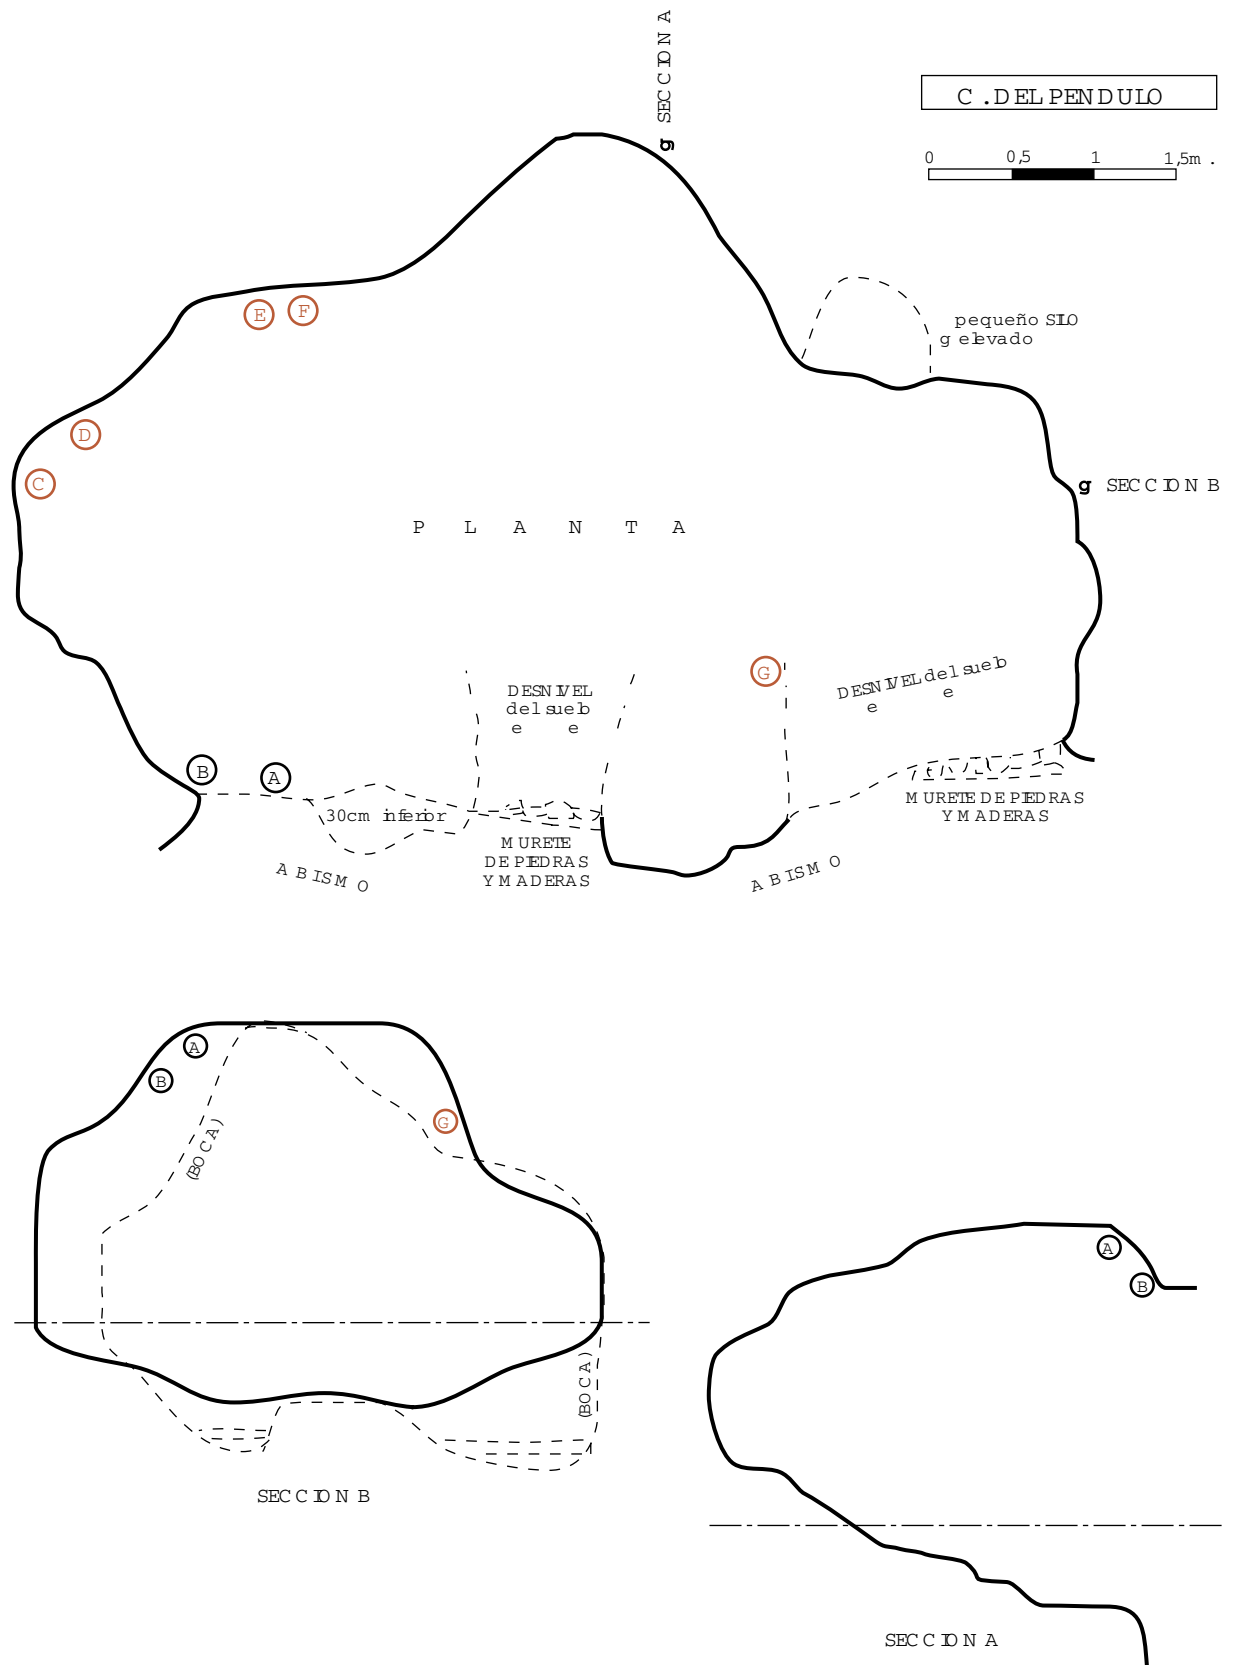 g SECCION A
C. DEL PENDULO
0 0,5 1 1,5m.
pequeño SILO
g elevado
E F
D
C
g SECCION B
P L A N T A
G
DESNIVEL
del suelo
e e
DESNIVEL del suelo
e e
B A
30cm inferior
MURETE
DE PIEDRAS
Y MADERAS
MURETE DE PIEDRAS
Y MADERAS
ABISMO
ABISMO
A
B
G
(BOCA)
(BOCA)
SECCION B
A
B
SECCION A